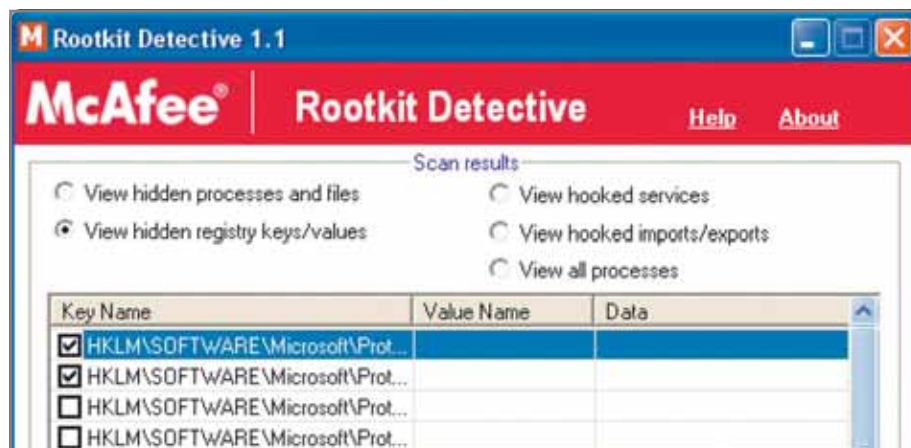 M Rootkit Detective 1.1
McAfee® Rootkit Detective Help About
Scan results
View hidden processes and files
View hooked services
View hidden registry keys/values
View hooked imports/exports
View all processes
Key Name Value Name Data
HKLM\SOFTWARE\Microsoft\Prot...
HKLM\SOFTWARE\Microsoft\Prot...
HKLM\SOFTWARE\Microsoft\Prot...
HKLM\SOFTWARE\Microsoft\Prot...